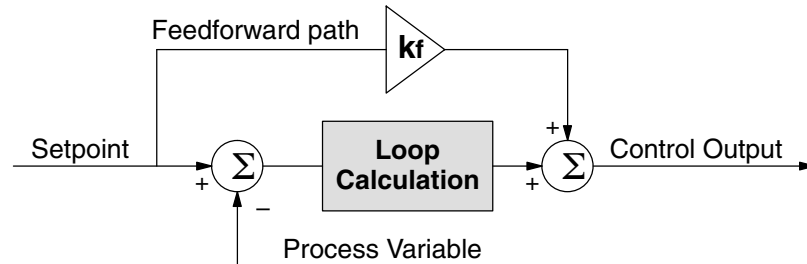 Feedforward path
kf
+
Setpoint
+
Σ
−
Loop
Calculation
+
Σ
Control Output
Process Variable